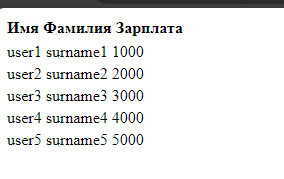 Имя Фамилия Зарплата
user1 surname1 1000
user2 surname2 2000
user3 surname3 3000
user4 surname4 4000
user5 surname5 5000